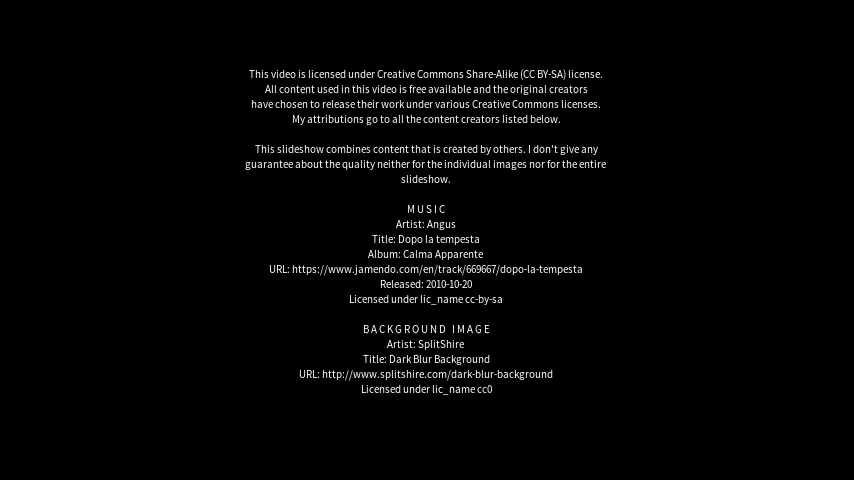 This video is licensed under Creative Commons Share-Alike (CC BY-SA) license.
All content used in this video is free available and the original creators
have chosen to release their work under various Creative Commons licenses.
My attributions go to all the content creators listed below.
This slideshow combines content that is created by others. I don't give any
guarantee about the quality neither for the individual images nor for the entire
slideshow.
MUSIC
Artist: Angus
Title: Dopo la tempesta
Album: Calma Apparente
URL: https://www.jamendo.com/en/track/669667/dopo-la-tempesta
Released: 2010-10-20
Licensed under lic_name cc-by-sa
BACKGROUND IMAGE
Artist: SplitShire
Title: Dark Blur Background
URL: http://www.splitshire.com/dark-blur-background
Licensed under lic_name cc0